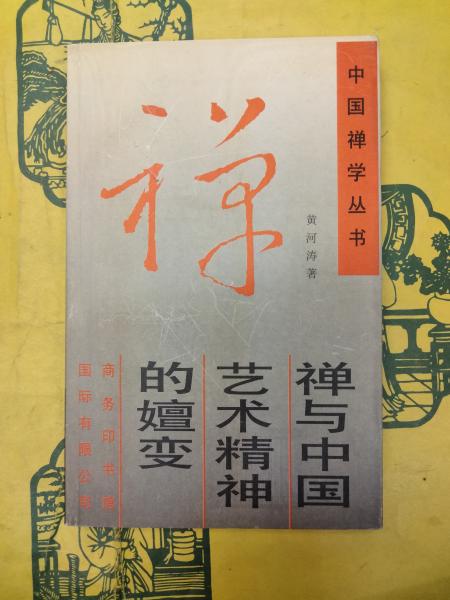 中国禅学丛书
禅
黄河涛著
禅与中国
艺术精神
的嬗变
商务印书馆
国际有限公司